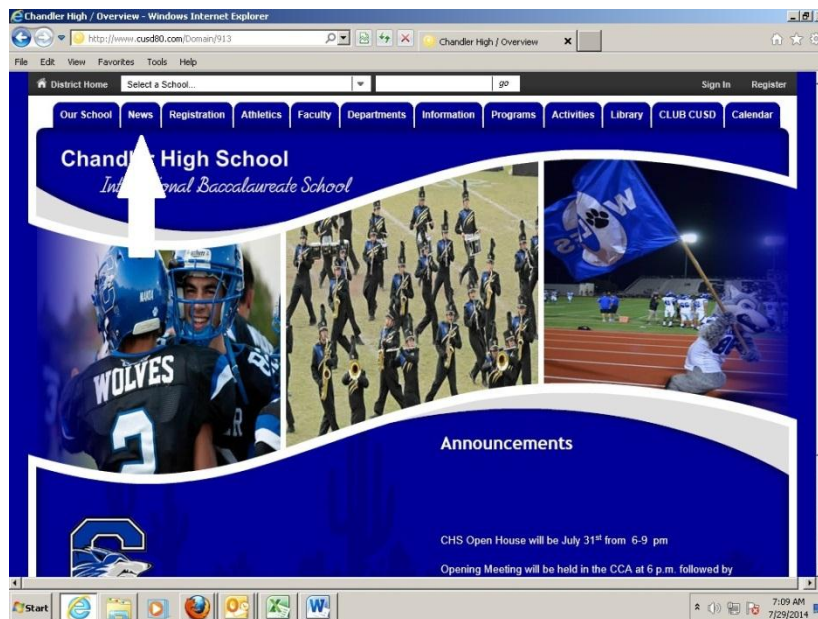 Chandler High / Overview - Windows Internet Explorer
http://www.cusd80.com/Domain/913
Chandler High / Overview
File Edit View Favorites Tools Help
District Home Select a School... go Sign In Register
Our School News Registration Athletics Faculty Departments Information Programs Activities Library CLUB CUSD Calendar
High School
Baccalaureate School
WOLVES
2
Announcements
CHS Open House will be July 31st from 6-9 pm
Opening Meeting will be held in the CCA at 6 p.m. followed by
Start
7:09 AM
7/29/2014